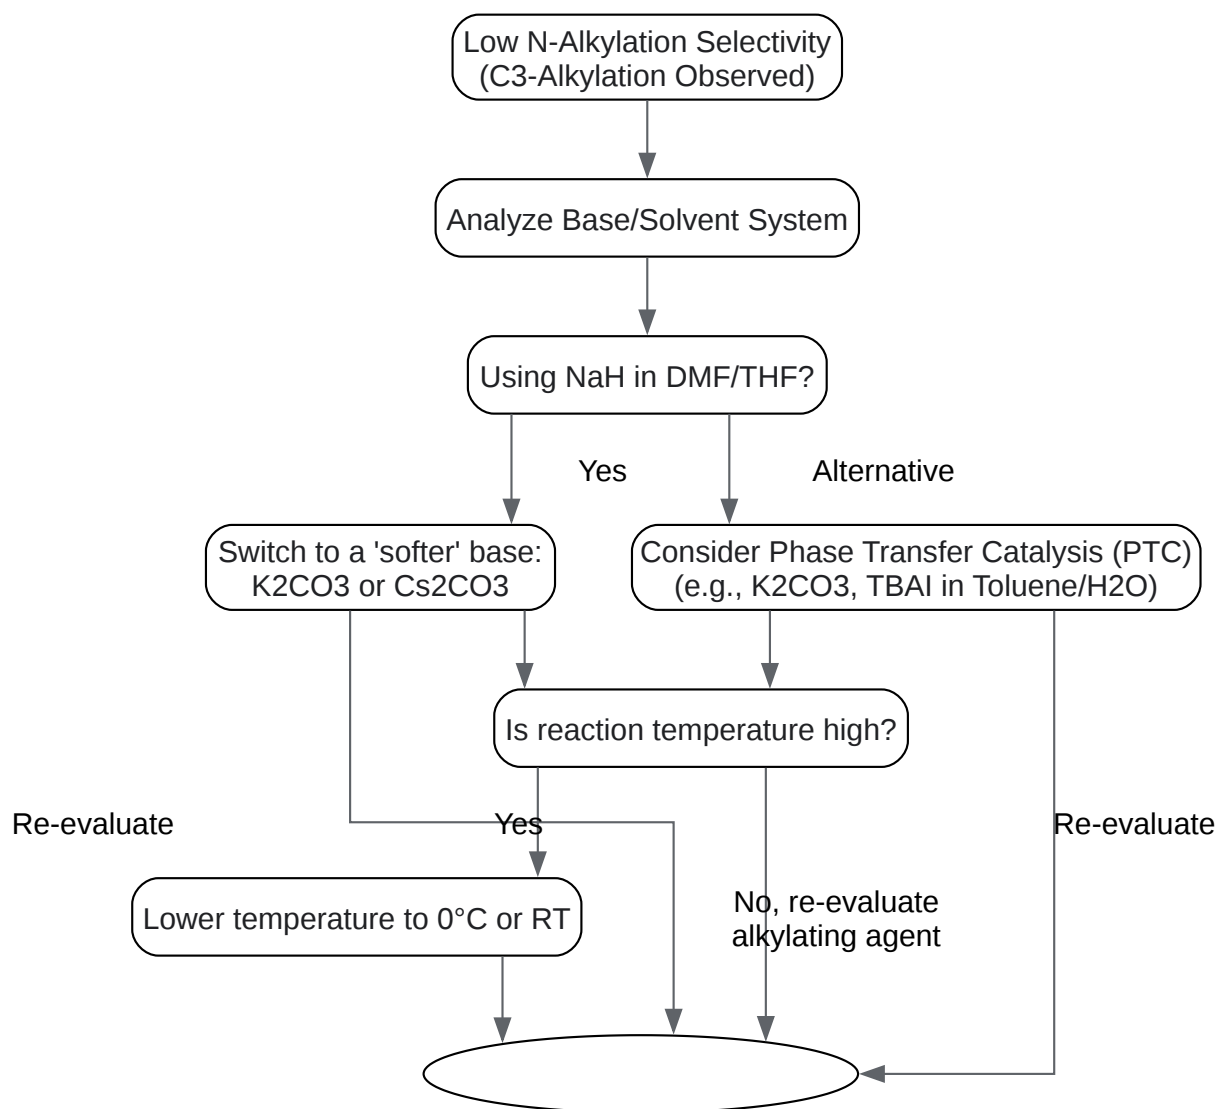 Low N-Alkylation Selectivity
(C3-Alkylation Observed)
Analyze Base/Solvent System
Using NaH in DMF/THF?
Yes
Alternative
Switch to a 'softer' base:
K2CO3 or Cs2CO3
Consider Phase Transfer Catalysis (PTC)
(e.g., K2CO3, TBAI in Toluene/H2O)
Is reaction temperature high?
Re-evaluate
Yes
Re-evaluate
Lower temperature to 0°C or RT
No, re-evaluate
alkylating agent